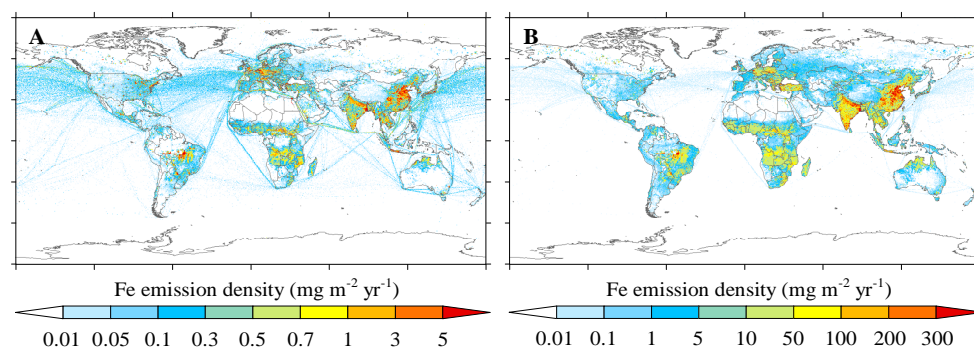 A
B
Fe emission density (mg m⁻² yr⁻¹)
0.01 0.05 0.1 0.3 0.5 0.7 1 3 5
Fe emission density (mg m⁻² yr⁻¹)
0.01 0.1 1 5 10 50 100 200 300